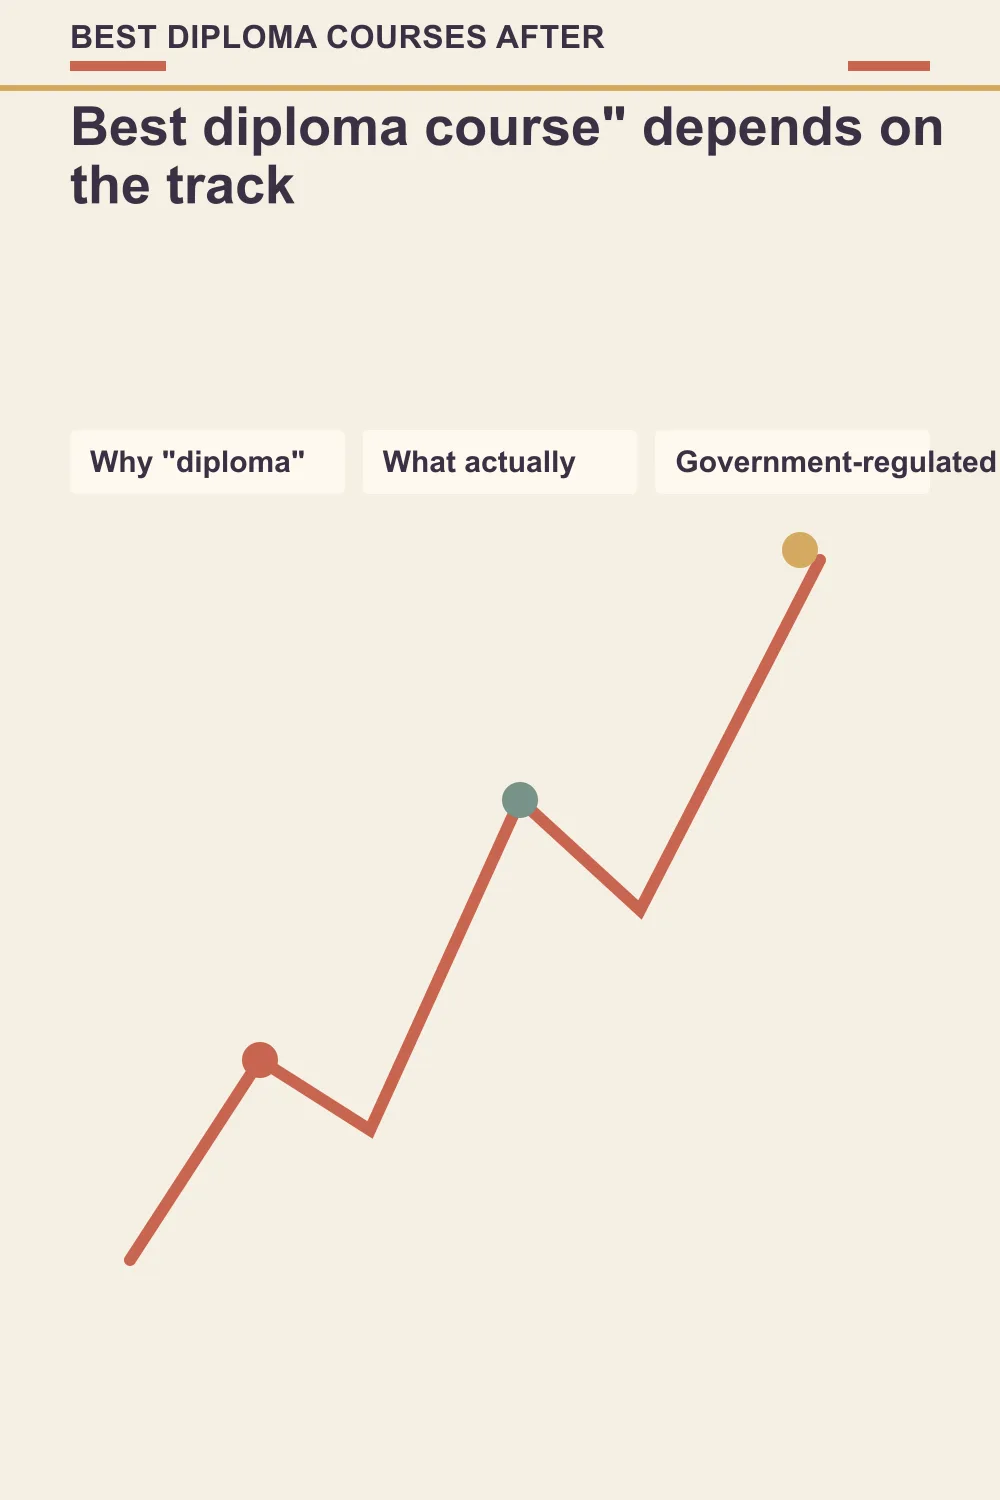 BEST DIPLOMA COURSES AFTER
Best diploma course" depends on
the track
Why "diploma"
What actually
Government-regulated